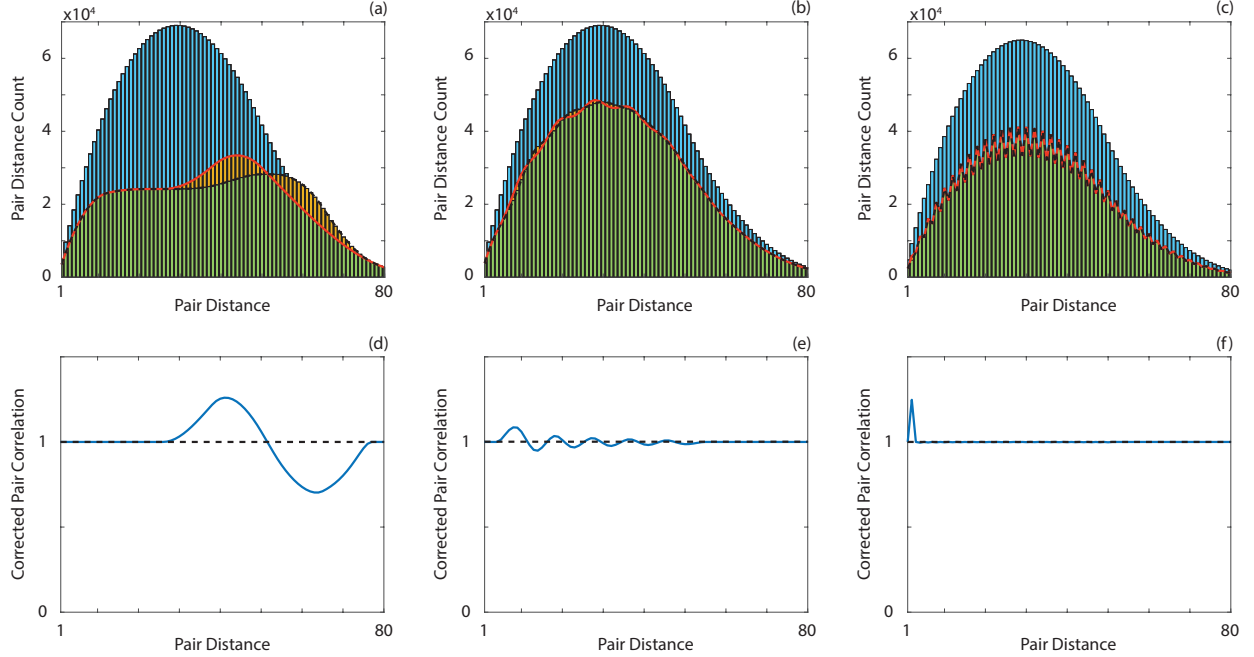 x10⁴
(a)
Pair Distance Count
6
4
2
0
1
80
Pair Distance
x10⁴
(b)
Pair Distance Count
6
4
2
0
1
80
Pair Distance
x10⁴
(c)
Pair Distance Count
6
4
2
0
1
80
Pair Distance
(d)
Corrected Pair Correlation
1
0
1
80
Pair Distance
(e)
Corrected Pair Correlation
1
0
1
80
Pair Distance
(f)
Corrected Pair Correlation
1
0
1
80
Pair Distance